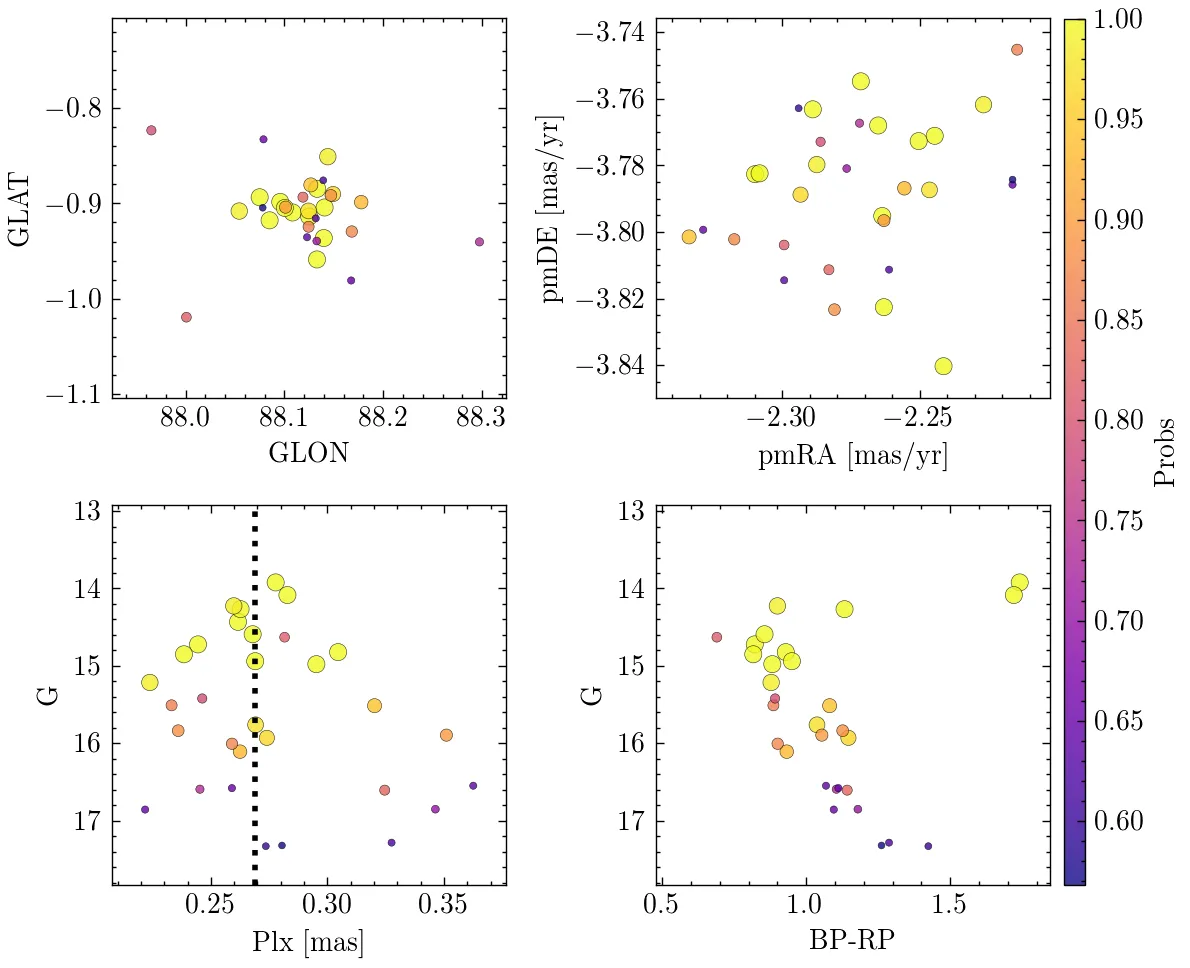 −0.8
−0.9
−1.0
−1.1
GLAT
88.0 88.1 88.2 88.3
GLON
−3.74
−3.76
−3.78
−3.80
−3.82
−3.84
pmDE [mas/yr]
−2.30 −2.25
pmRA [mas/yr]
13
14
15
16
17
G
0.25 0.30 0.35
Plx [mas]
13
14
15
16
17
G
0.5 1.0 1.5
BP-RP
1.00
0.95
0.90
0.85
0.80
0.75
0.70
0.65
0.60
Probs